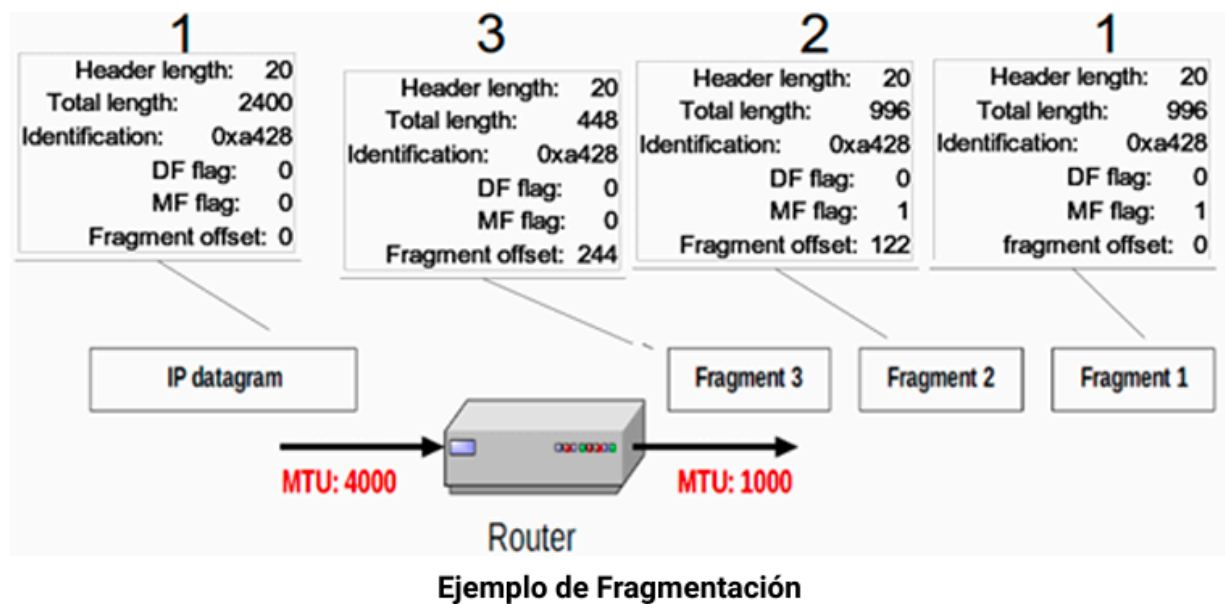 1
Header length: 20
Total length: 2400
Identification: 0xa428
DF flag: 0
MF flag: 0
Fragment offset: 0
3
Header length: 20
Total length: 448
Identification: 0xa428
DF flag: 0
MF flag: 0
Fragment offset: 244
2
Header length: 20
Total length: 996
Identification: 0xa428
DF flag: 0
MF flag: 1
Fragment offset: 122
1
Header length: 20
Total length: 996
Identification: 0xa428
DF flag: 0
MF flag: 1
fragment offset: 0
IP datagram
Fragment 3
Fragment 2
Fragment 1
MTU: 4000
MTU: 1000
Router
Ejemplo de Fragmentación